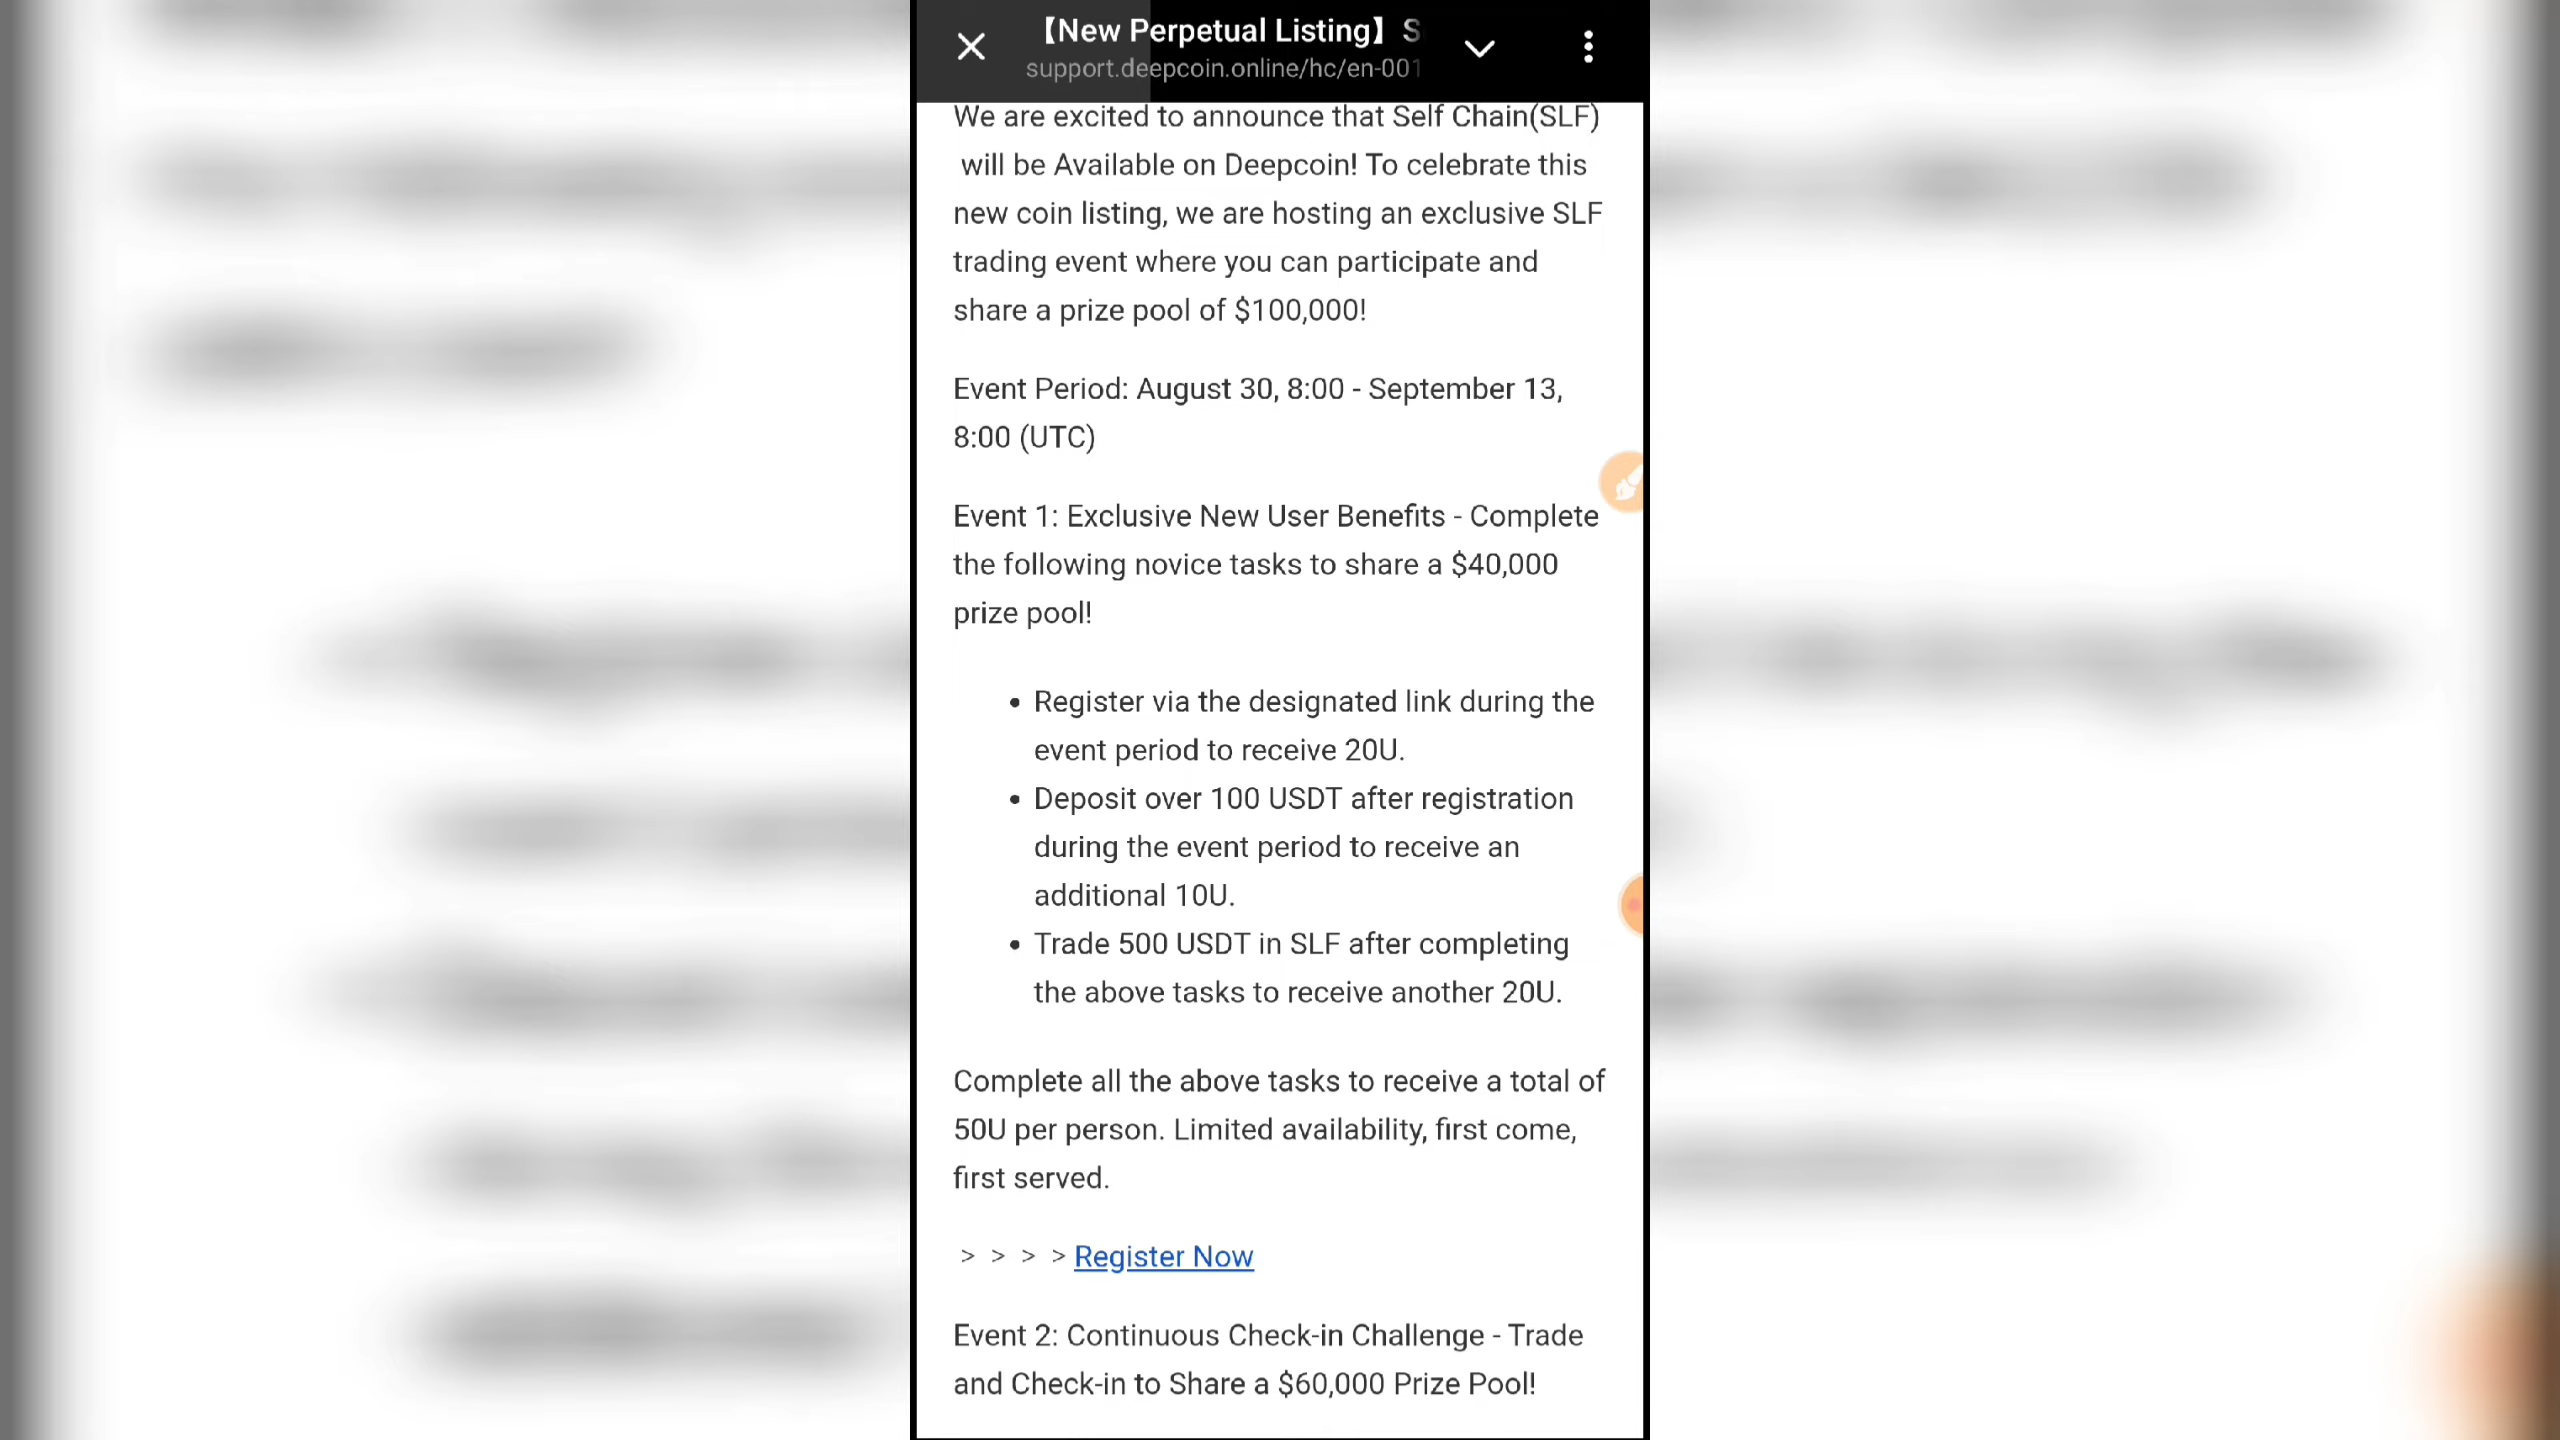 【New Perpetual Listing】 S
support.deepcoin.online/hc/en-001
We are excited to announce that Self Chain(SLF)
will be Available on Deepcoin! To celebrate this
new coin listing, we are hosting an exclusive SLF
trading event where you can participate and
share a prize pool of $100,000!
Event Period: August 30, 8:00 - September 13,
8:00 (UTC)
Event 1: Exclusive New User Benefits - Complete
the following novice tasks to share a $40,000
prize pool!
• Register via the designated link during the
event period to receive 20U.
• Deposit over 100 USDT after registration
during the event period to receive an
additional 10U.
• Trade 500 USDT in SLF after completing
the above tasks to receive another 20U.
Complete all the above tasks to receive a total of
50U per person. Limited availability, first come,
first served.
> > > > Register Now
Event 2: Continuous Check-in Challenge - Trade
and Check-in to Share a $60,000 Prize Pool!